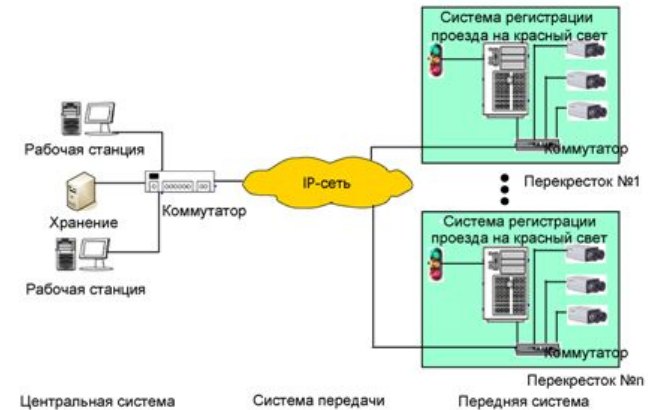 Система регистрации
проезда на красный свет
Коммутатор
Перекресток №1
Рабочая станция
Хранение
Коммутатор
Рабочая станция
IP-сеть
Система регистрации
проезда на красный свет
Коммутатор
Перекресток №n
Центральная система
Система передачи
Передняя система